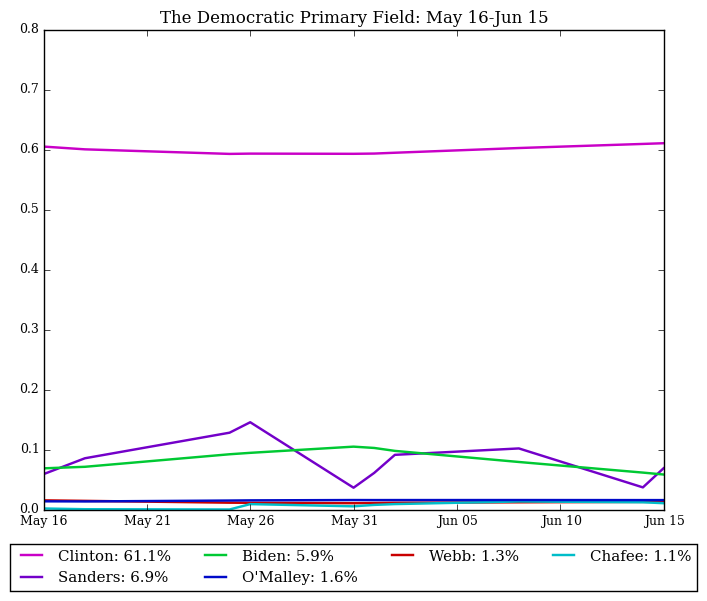 The Democratic Primary Field: May 16-Jun 15
0.8
0.7
0.6
0.5
0.4
0.3
0.2
0.1
0.0
May 16 May 21 May 26 May 31 Jun 05 Jun 10 Jun 15
Clinton: 61.1% Biden: 5.9% Webb: 1.3% Chafee: 1.1%
Sanders: 6.9% O'Malley: 1.6%